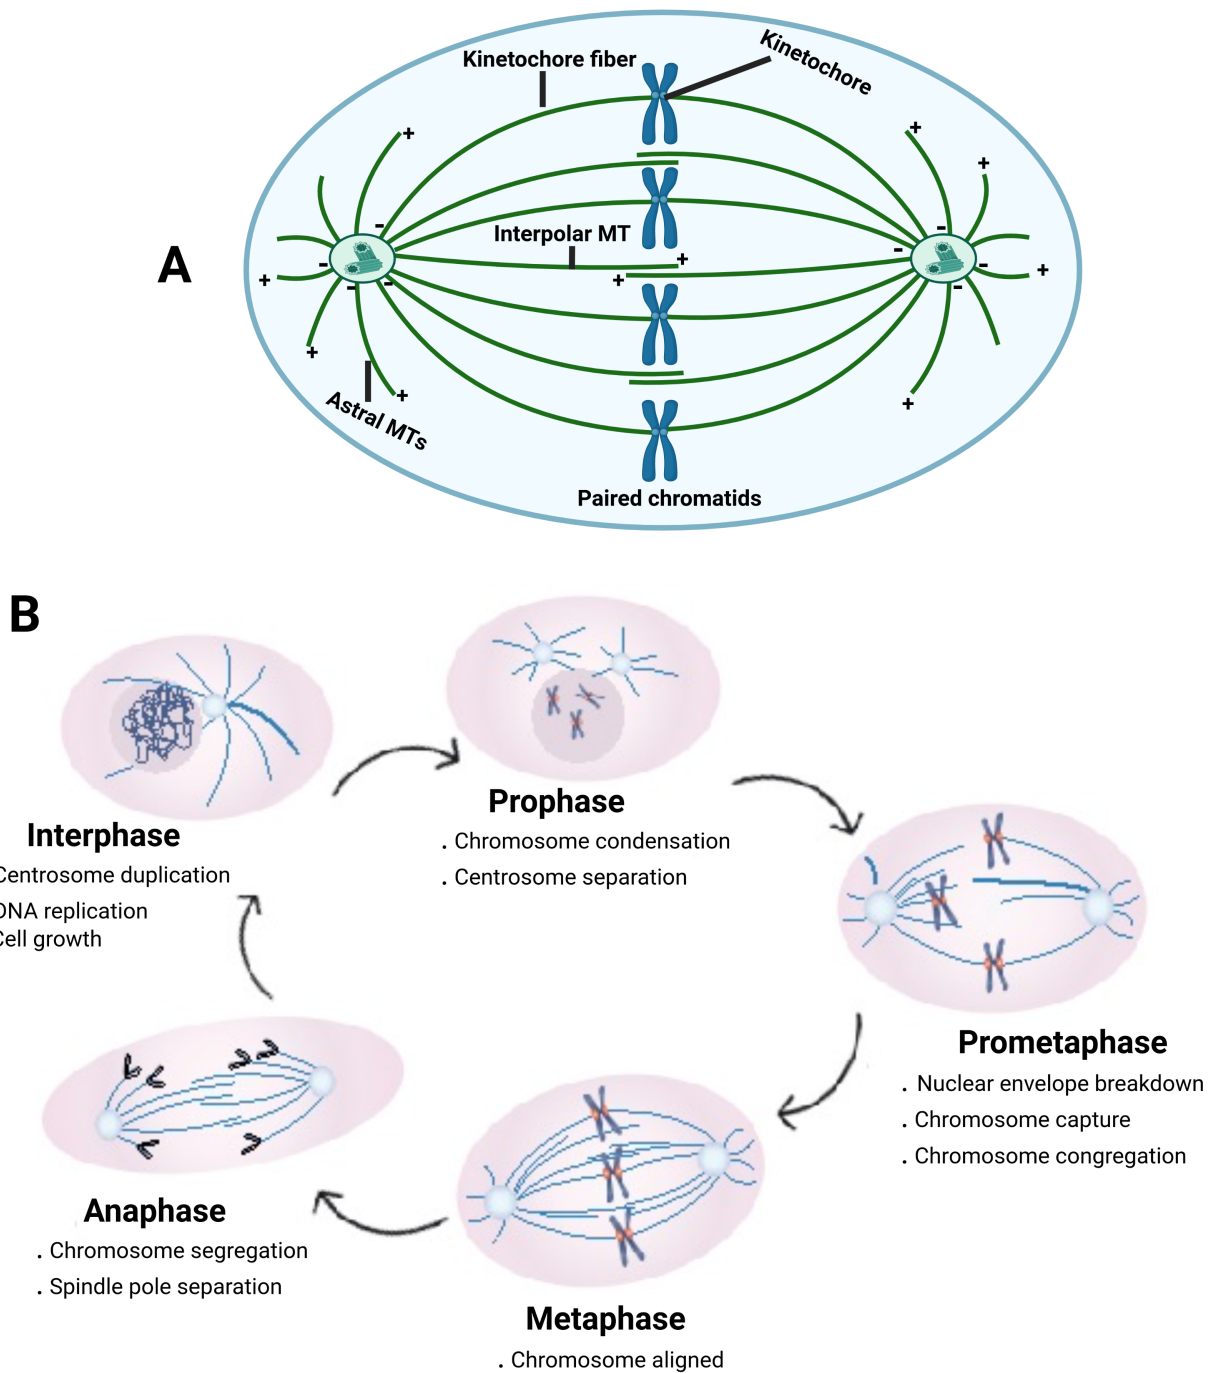 A
Kinetochore fiber
Kinetochore
+
+
+
-
-
Interpolar MT
-
+
-
-
+
+
+
-
-
-
+
+
+
Astral MTs
Paired chromatids
B
Interphase
Centrosome duplication
DNA replication
Cell growth
Prophase
. Chromosome condensation
. Centrosome separation
Prometaphase
. Nuclear envelope breakdown
. Chromosome capture
. Chromosome congregation
Metaphase
. Chromosome aligned
Anaphase
. Chromosome segregation
. Spindle pole separation